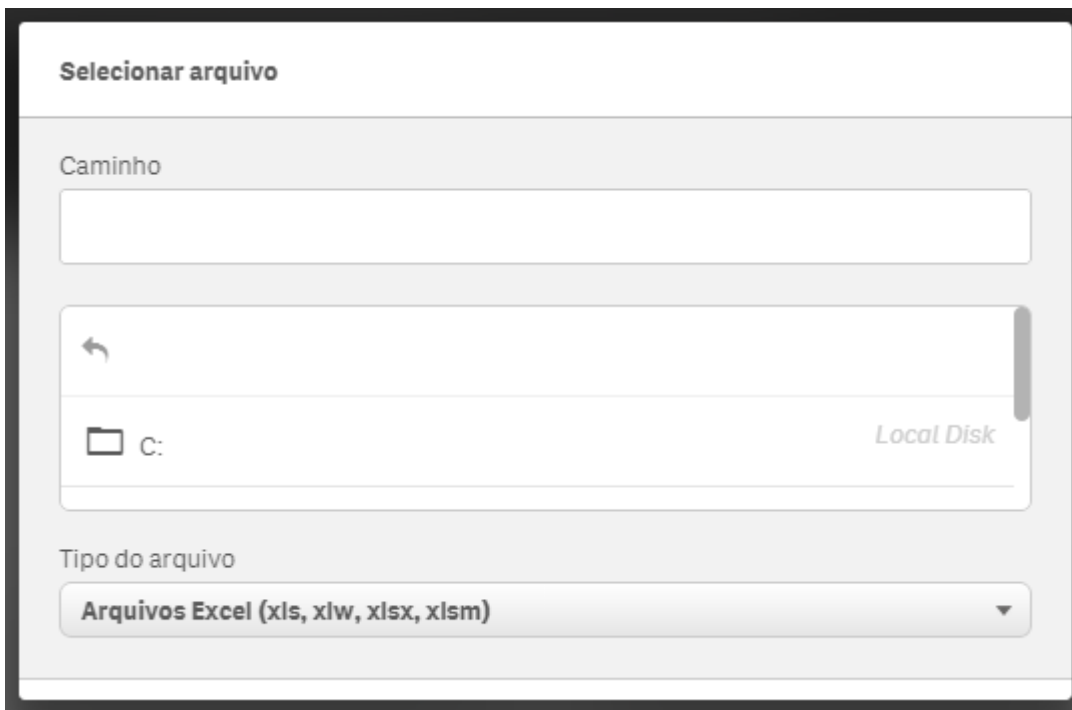 Selecionar arquivo
Caminho
C:
Local Disk
Tipo do arquivo
Arquivos Excel (xls, xlw, xlsx, xlsm)